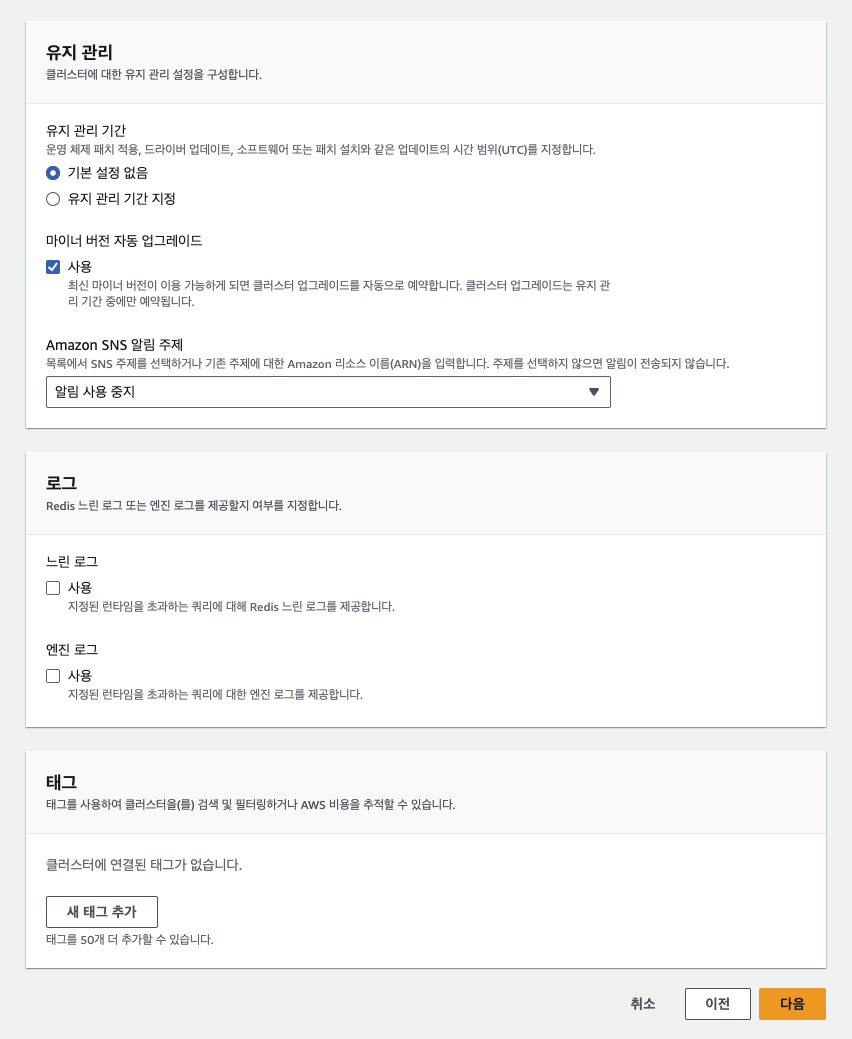 유지 관리
클러스터에 대한 유지 관리 설정을 구성합니다.
유지 관리 기간
운영 체제 패치 적용, 드라이버 업데이트, 소프트웨어 또는 패치 설치와 같은 업데이트의 시간 범위(UTC)를 지정합니다.
기본 설정 없음
유지 관리 기간 지정
마이너 버전 자동 업그레이드
사용
최신 마이너 버전이 이용 가능하게 되면 클러스터 업그레이드를 자동으로 예약합니다. 클러스터 업그레이드는 유지 관
리 기간 중에만 예약됩니다.
Amazon SNS 알림 주제
목록에서 SNS 주제를 선택하거나 기존 주제에 대한 Amazon 리소스 이름(ARN)을 입력합니다. 주제를 선택하지 않으면 알림이 전송되지 않습니다.
알림 사용 중지
로그
Redis 느린 로그 또는 엔진 로그를 제공할지 여부를 지정합니다.
느린 로그
사용
지정된 런타임을 초과하는 쿼리에 대해 Redis 느린 로그를 제공합니다.
엔진 로그
사용
지정된 런타임을 초과하는 쿼리에 대한 엔진 로그를 제공합니다.
태그
태그를 사용하여 클러스터을(를) 검색 및 필터링하거나 AWS 비용을 추적할 수 있습니다.
클러스터에 연결된 태그가 없습니다.
새 태그 추가
태그를 50개 더 추가할 수 있습니다.
취소 이전 다음